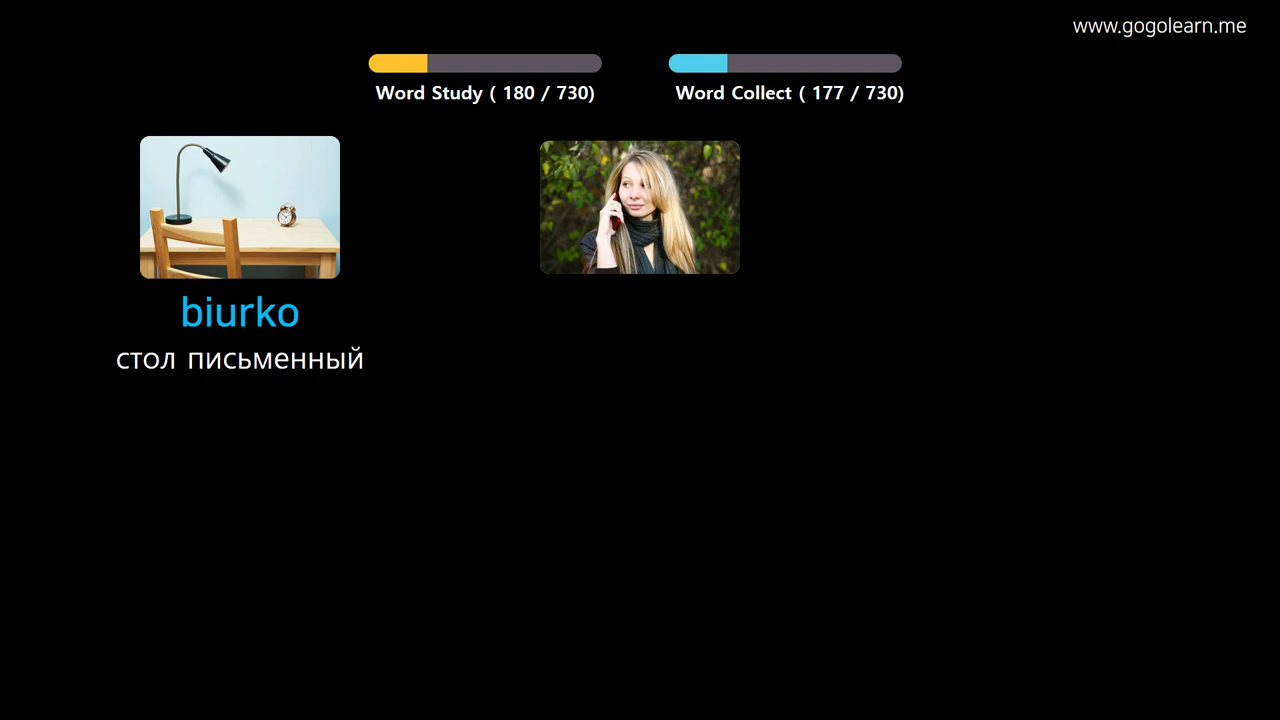 www.gogolearn.me
Word Study ( 180 / 730)
Word Collect ( 177 / 730)
biurko
стол письменный